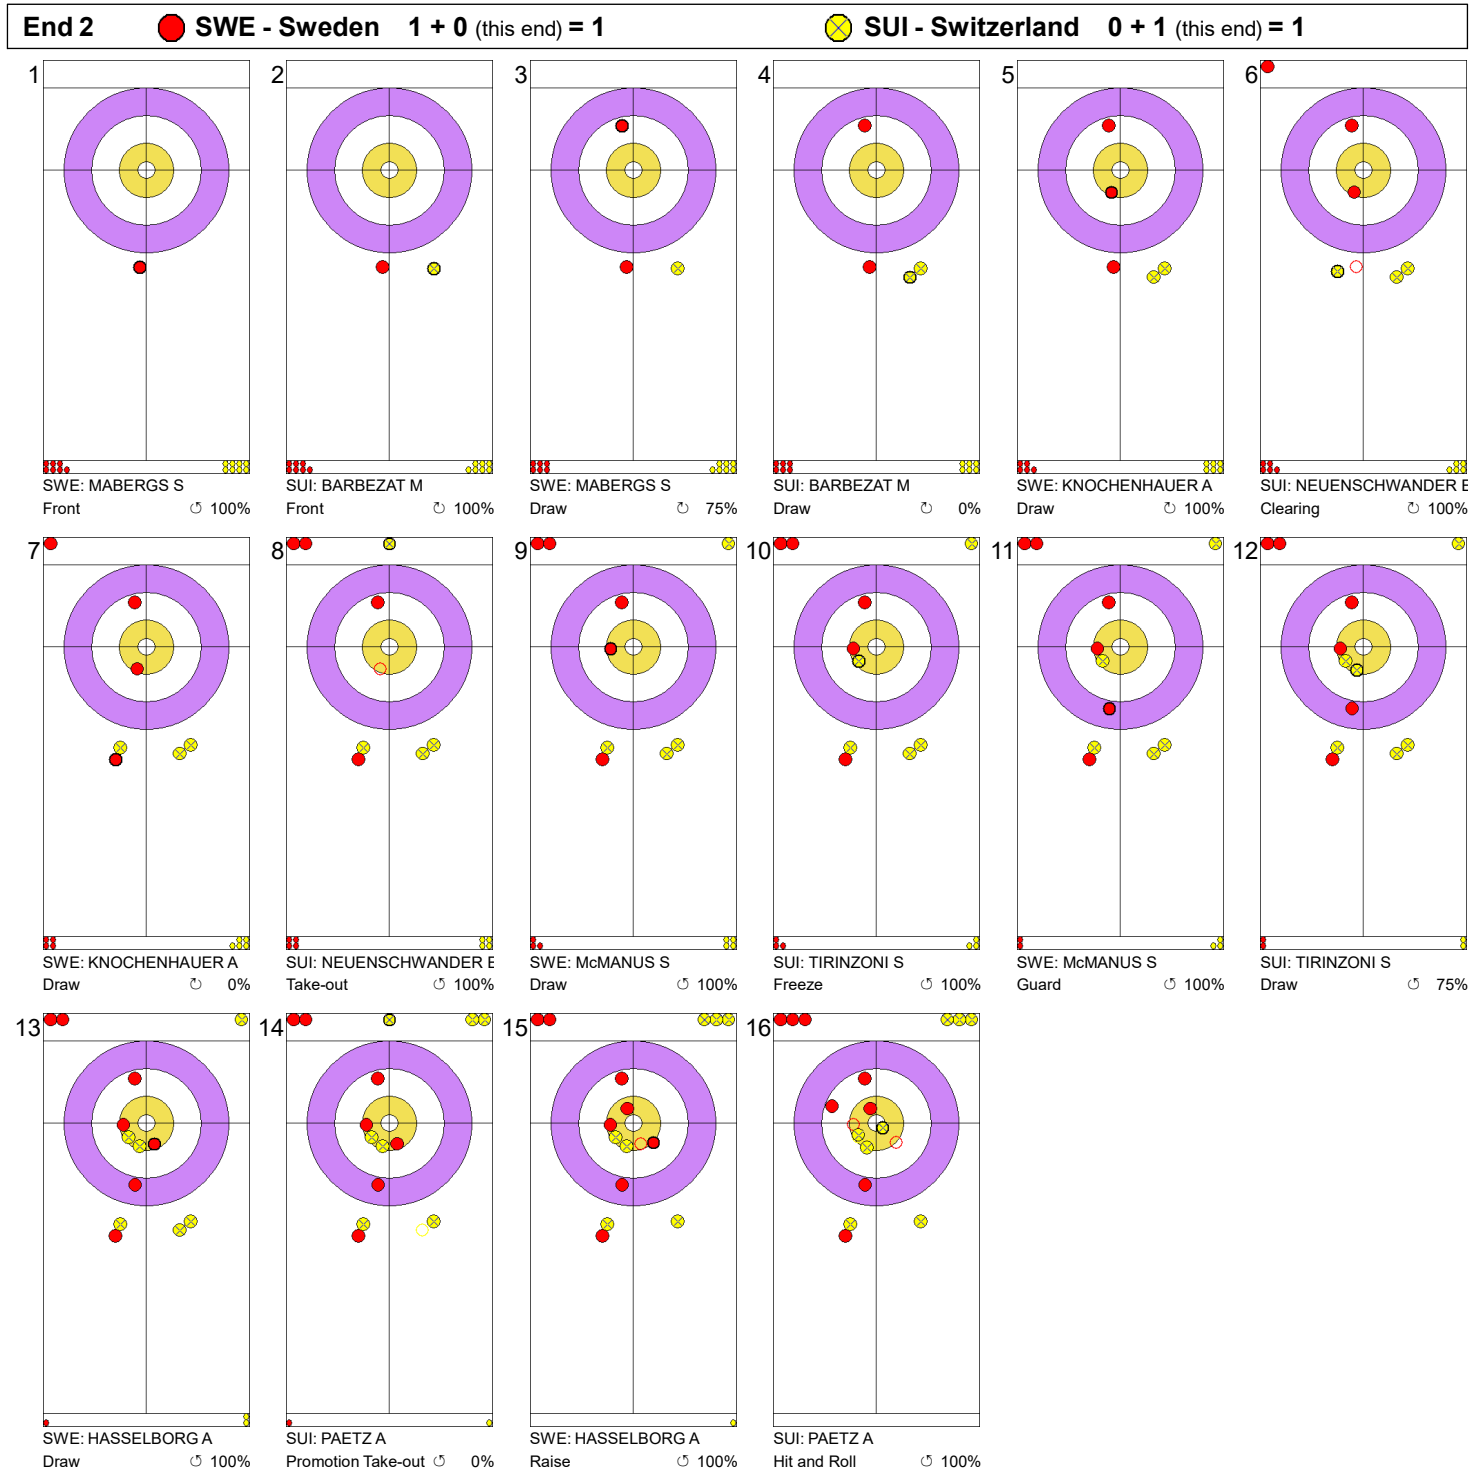 End 2 SWE - Sweden 1 + 0 (this end) = 1 SUI - Switzerland 0 + 1 (this end) = 1
1 2 3 4 5 6
SWE: MABERGS S SUI: BARBEZAT M SWE: MABERGS S SUI: BARBEZAT M SWE: KNOCHENHAUER A SUI: NEUENSCHWANDER E
Front ↺ 100% Front ↻ 100% Draw ↻ 75% Draw ↻ 0% Draw ↻ 100% Clearing ↻ 100%
7 8 9 10 11 12
SWE: KNOCHENHAUER A SUI: NEUENSCHWANDER E SWE: McMANUS S SUI: TIRINZONI S SWE: McMANUS S SUI: TIRINZONI S
Draw ↻ 0% Take-out ↺ 100% Draw ↺ 100% Freeze ↺ 100% Guard ↺ 100% Draw ↺ 75%
13 14 15 16
SWE: HASSELBORG A SUI: PAETZ A SWE: HASSELBORG A SUI: PAETZ A
Draw ↺ 100% Promotion Take-out ↺ 0% Raise ↺ 100% Hit and Roll ↺ 100%